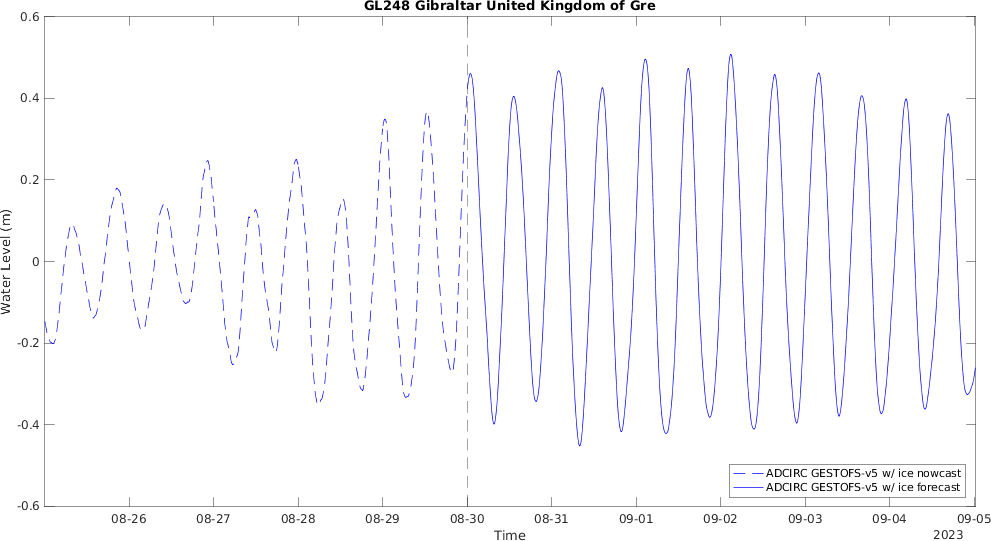 GL248 Gibraltar United Kingdom of Gre
0.6
0.4
0.2
0
-0.2
-0.4
-0.6
Water Level (m)
ADCIRC GESTOFS-v5 w/ ice nowcast
ADCIRC GESTOFS-v5 w/ ice forecast
08-26 08-27 08-28 08-29 08-30 08-31 09-01 09-02 09-03 09-04 09-05
Time
2023